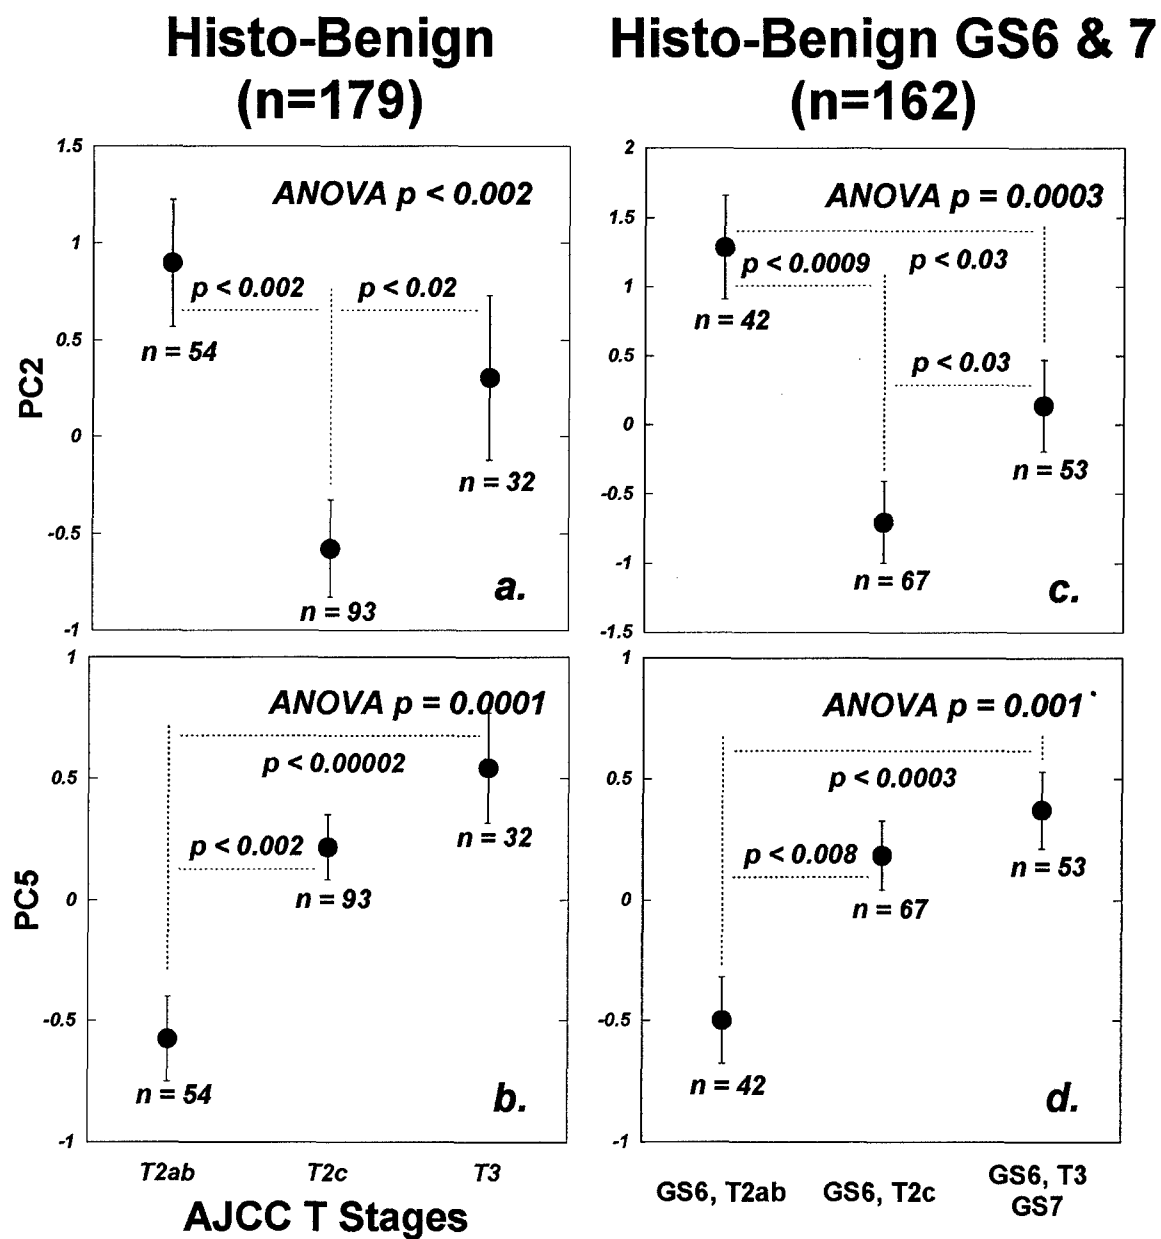 Histo-Benign
(n=179)
Histo-Benign GS6 & 7
(n=162)
PC2
1.5
1
0.5
0
-0.5
-1
ANOVA p < 0.002
p < 0.002
p < 0.02
n = 54
n = 32
n = 93
a.
2
1.5
1
0.5
0
-0.5
-1
-1.5
ANOVA p = 0.0003
p < 0.0009
p < 0.03
n = 42
p < 0.03
n = 53
n = 67
c.
PC5
1
0.5
0
-0.5
-1
ANOVA p = 0.0001
p < 0.00002
p < 0.002
n = 32
n = 93
n = 54
b.
T2ab
T2c
T3
AJCC T Stages
1
0.5
0
-0.5
-1
ANOVA p = 0.001
p < 0.0003
p < 0.008
n = 53
n = 67
n = 42
d.
GS6, T2ab
GS6, T2c
GS6, T3
GS7